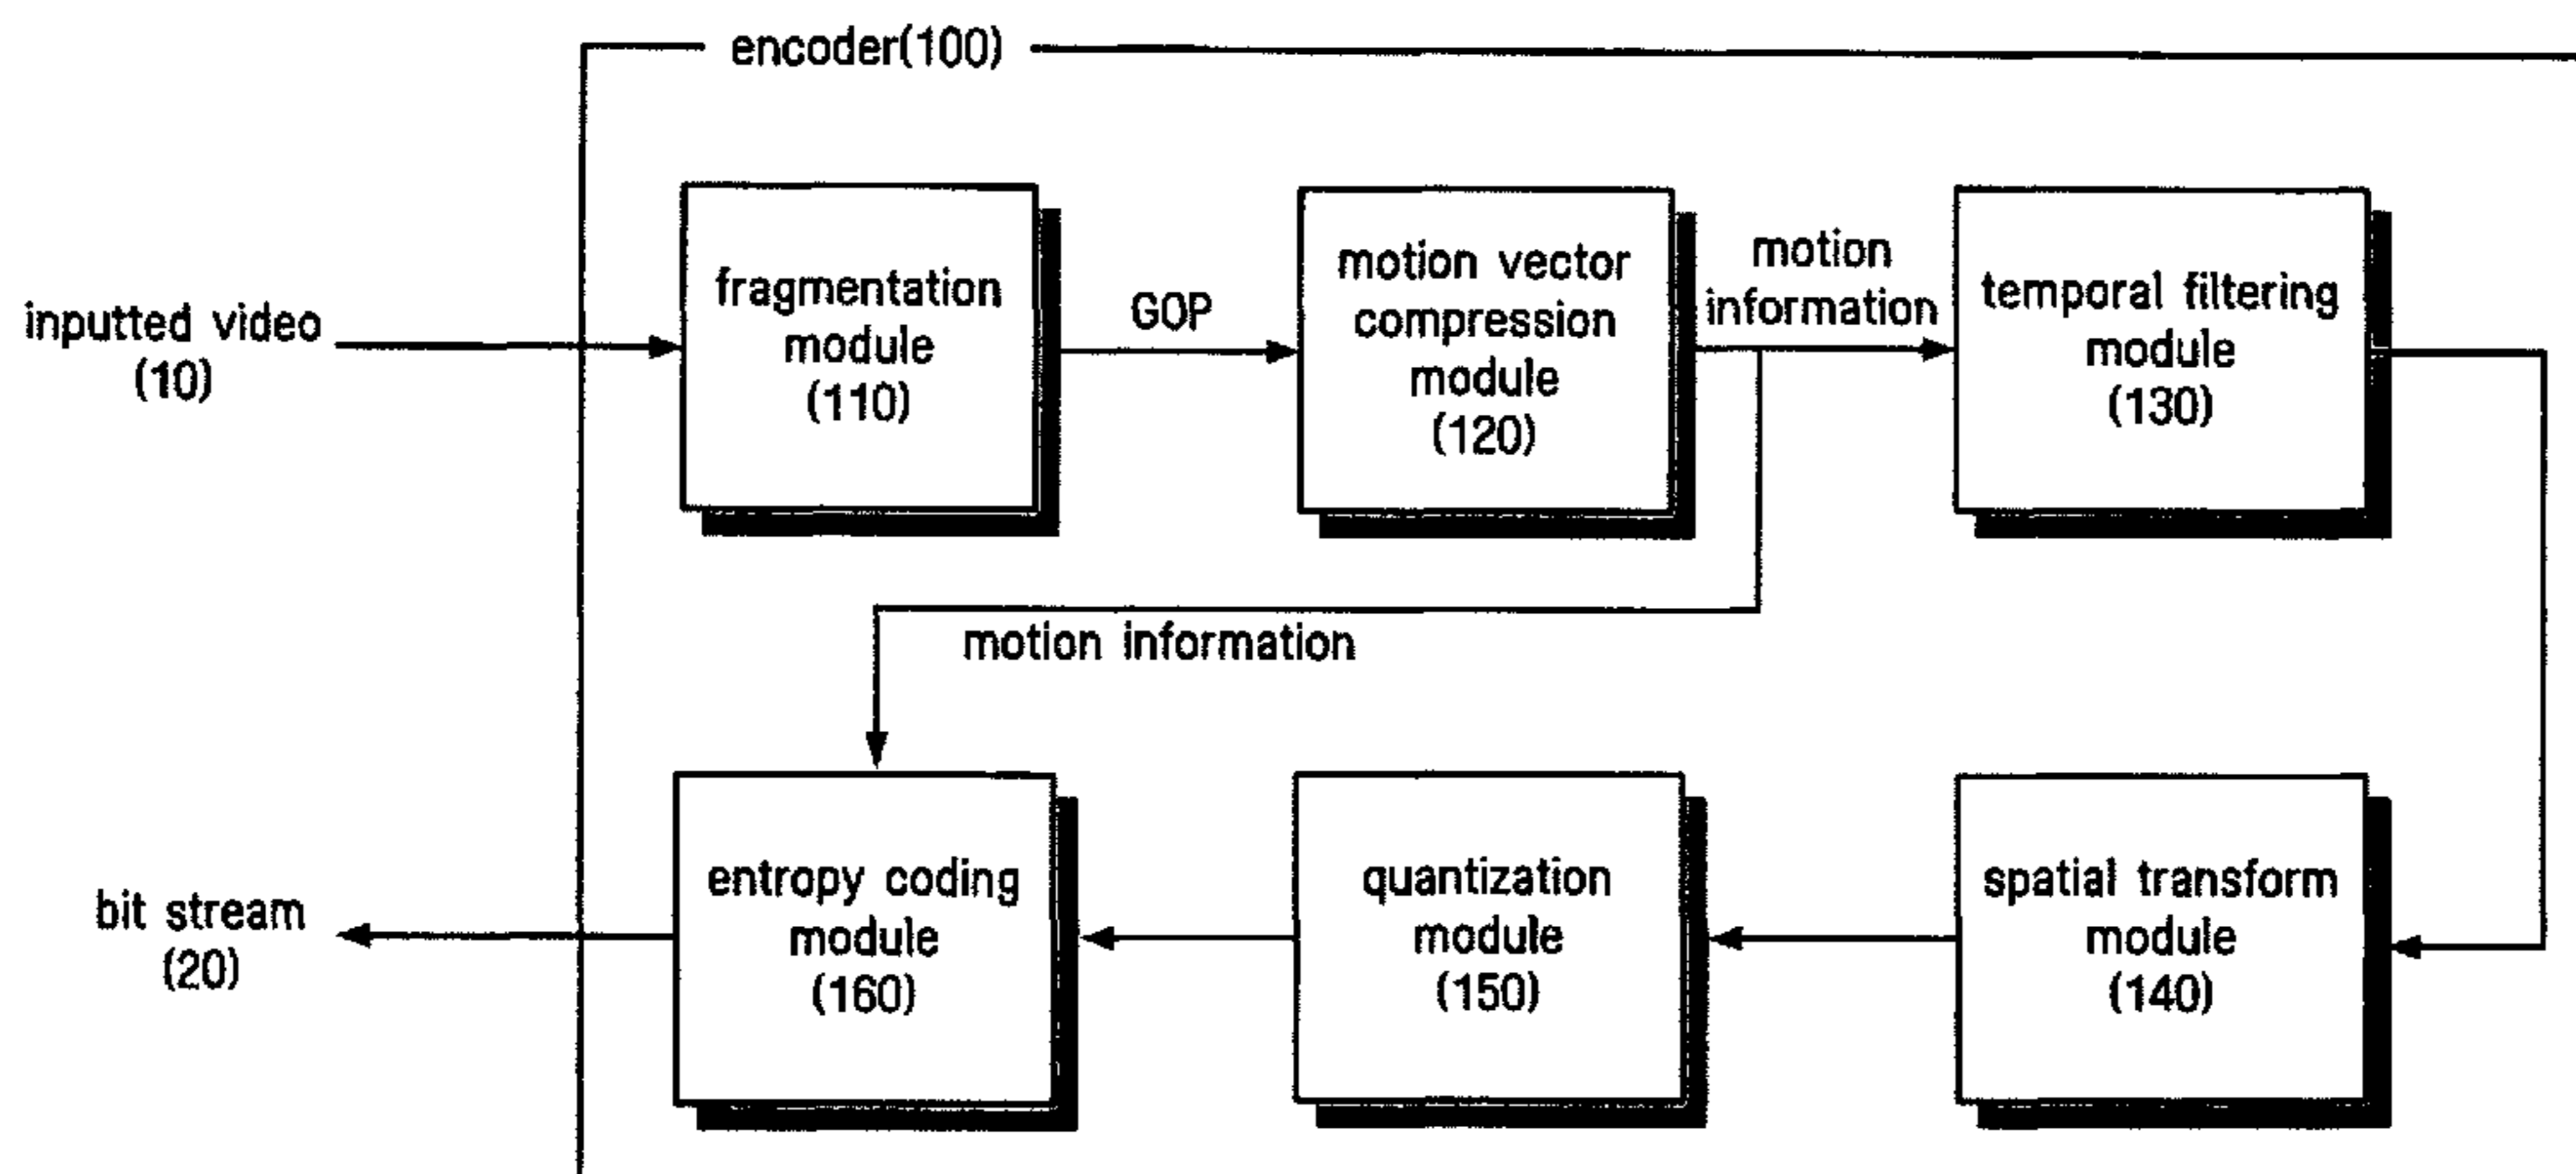 encoder(100)
inputted video
(10)
fragmentation
module
(110)
GOP
motion vector
compression
module
(120)
motion
information
temporal filtering
module
(130)
motion information
bit stream
(20)
entropy coding
module
(160)
quantization
module
(150)
spatial transform
module
(140)